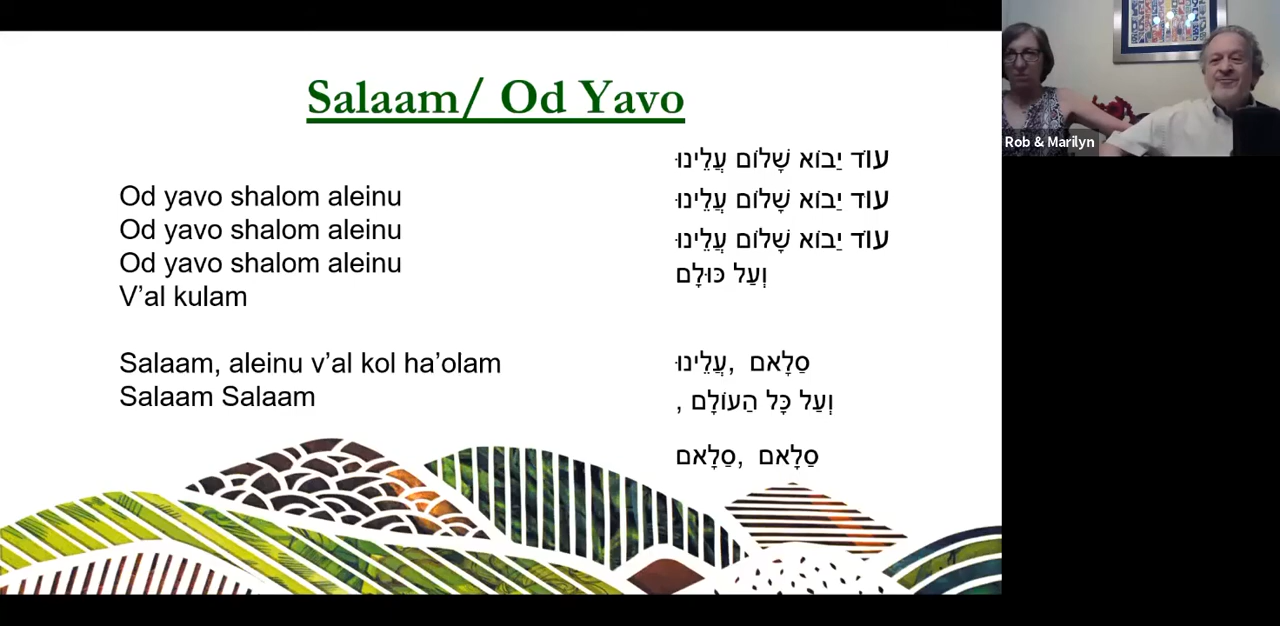 Salaam/ Od Yavo
Od yavo shalom aleinu
Od yavo shalom aleinu
Od yavo shalom aleinu
V’al kulam
Salaam, aleinu v’al kol ha’olam
Salaam Salaam
עוֹד יָבוֹא שָׁלוֹם עָלֵינוּ
עוֹד יָבוֹא שָׁלוֹם עָלֵינוּ
עוֹד יָבוֹא שָׁלוֹם עָלֵינוּ
וְעַל כּוּלָם
סַלָאם ,עָלֵינוּ
וְעַל כָּל הַעוֹלָם ,
סַלָאם ,סַלָאם
Rob & Marilyn